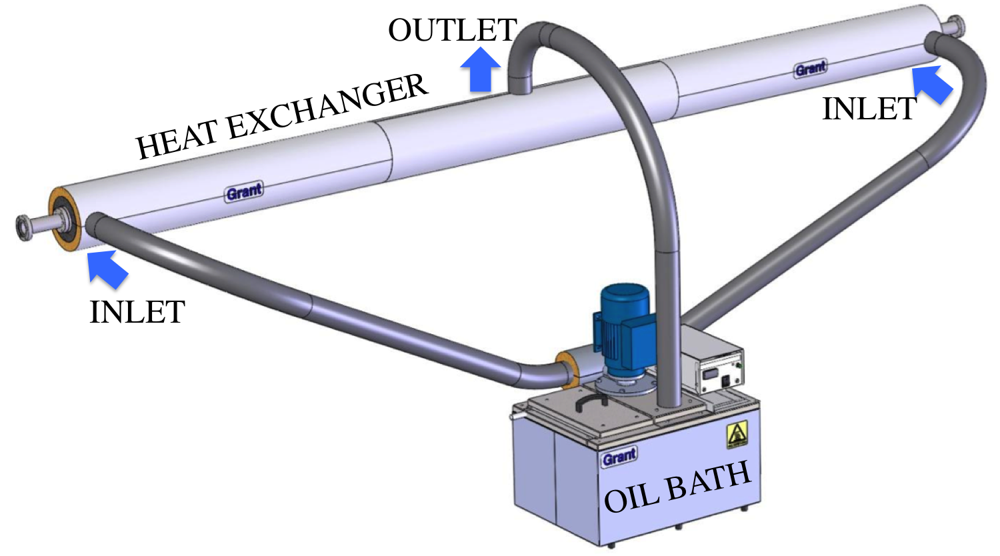 OUTLET
HEAT EXCHANGER
Grant
INLET
Grant
INLET
Grant
OIL BATH